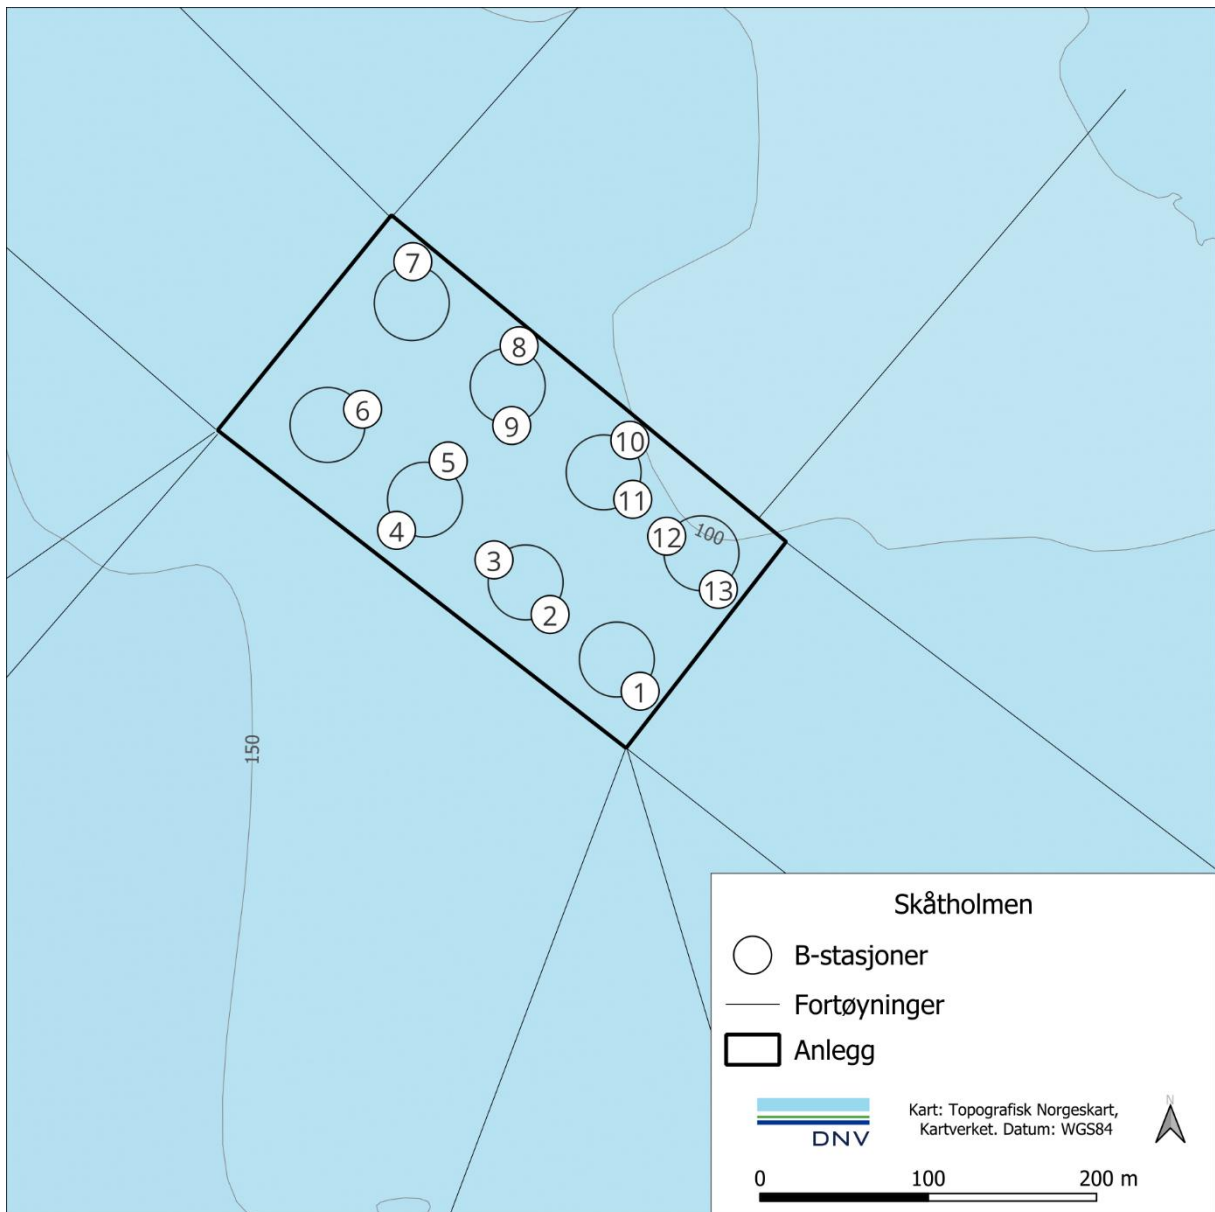 7
8
6
9
10
5
11
4
12
100
3
13
2
1
150
Skåtholmen
B-stasjoner
Fortøyninger
Anlegg
DNV
Kart: Topografisk Norgeskart,
Kartverket. Datum: WGS84
N
0 100 200 m